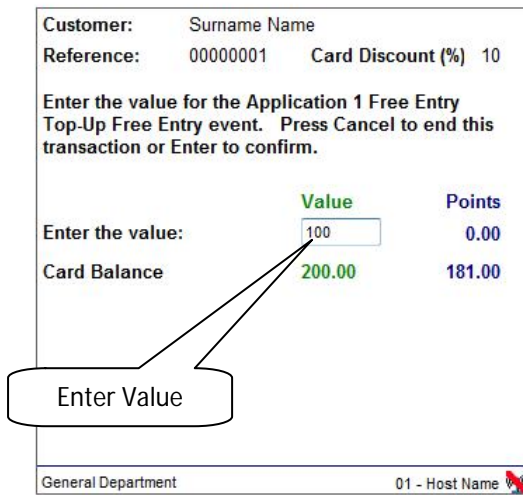 Customer: Surname Name
Reference: 00000001 Card Discount (%) 10
Enter the value for the Application 1 Free Entry
Top-Up Free Entry event. Press Cancel to end this
transaction or Enter to confirm.
Value Points
Enter the value: 100 0.00
Card Balance 200.00 181.00
Enter Value
General Department 01 - Host Name